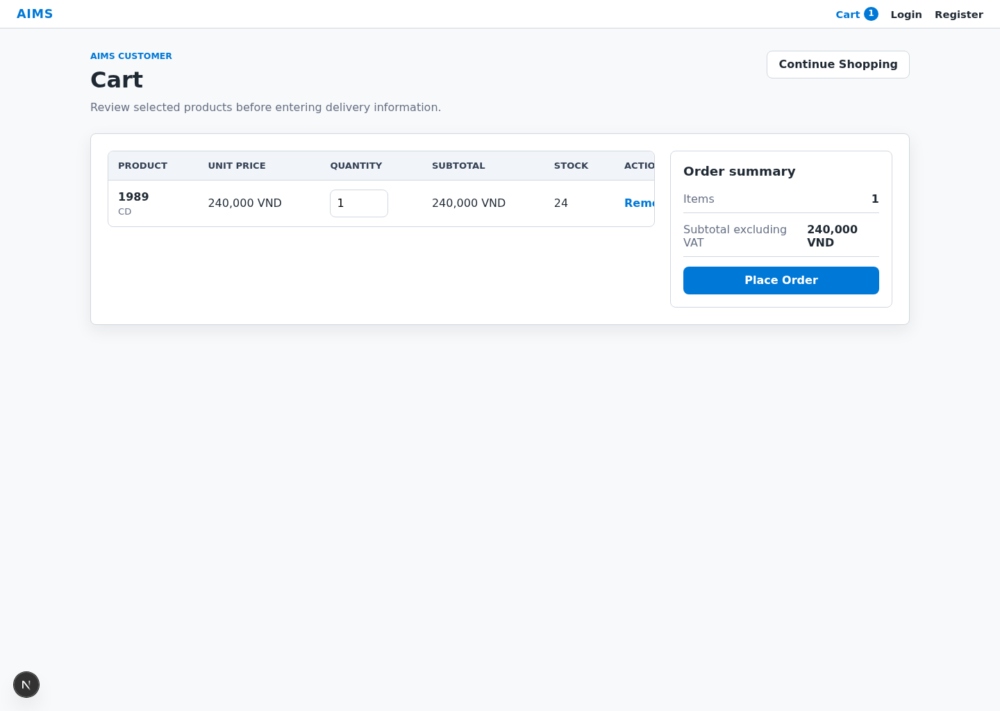 AIMS
Cart 1 Login Register
AIMS CUSTOMER
Cart
Continue Shopping
Review selected products before entering delivery information.
PRODUCT UNIT PRICE QUANTITY SUBTOTAL STOCK ACTIO
1989 240,000 VND 1 240,000 VND 24 Remo
CD
Order summary
Items 1
Subtotal excluding VAT 240,000 VND
Place Order
N